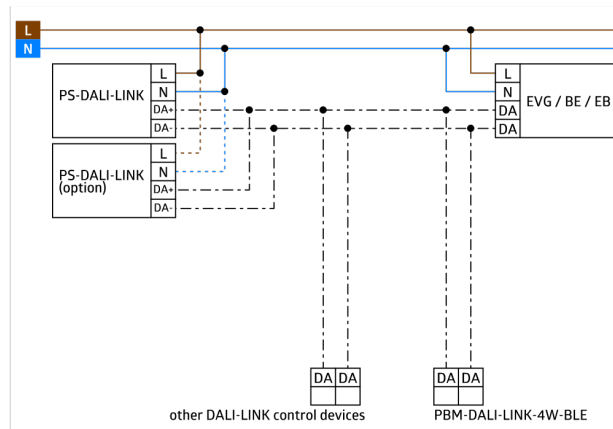 L
N
PS-DALI-LINK
L
N
DA+
DA-
L
N
DA
DA
EVG / BE / EB
PS-DALI-LINK
(option)
L
N
DA+
DA-
DA DA
DA DA
other DALI-LINK control devices
PBM-DALI-LINK-4W-BLE